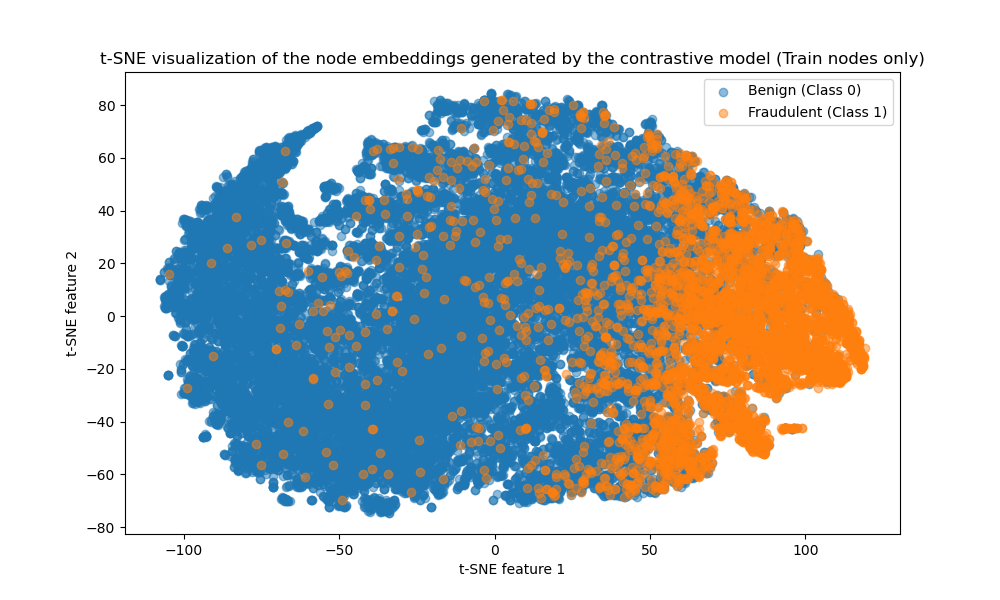 t-SNE visualization of the node embeddings generated by the contrastive model (Train nodes only)
Benign (Class 0)
Fraudulent (Class 1)
80
60
40
20
0
−20
−40
−60
−80
t-SNE feature 2
−100
−50
0
50
100
t-SNE feature 1